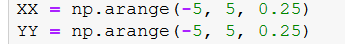 XX = np.arange(-5, 5, 0.25)
YY = np.arange(-5, 5, 0.25)